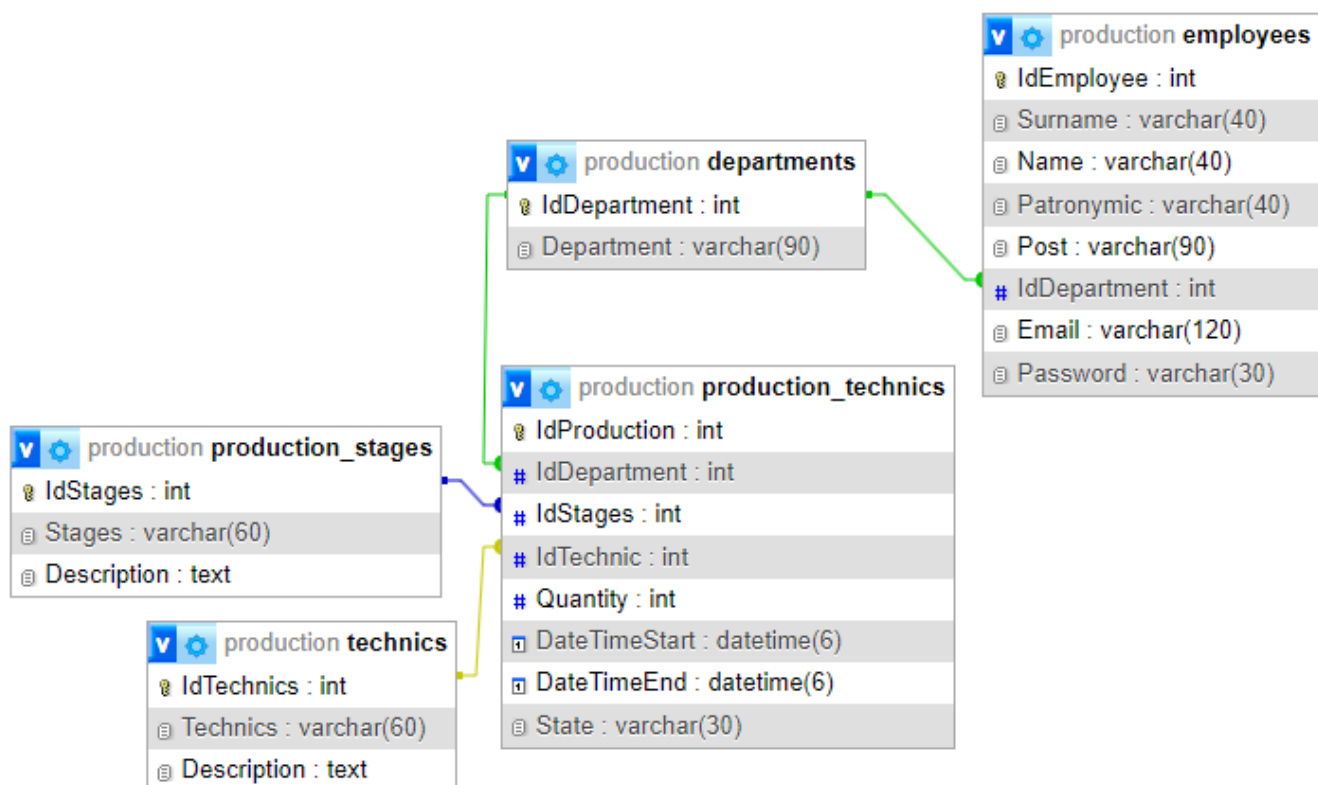 production employees
IdEmployee : int
Surname : varchar(40)
Name : varchar(40)
Patronymic : varchar(40)
Post : varchar(90)
# IdDepartment : int
Email : varchar(120)
Password : varchar(30)
production departments
IdDepartment : int
Department : varchar(90)
production production_technics
IdProduction : int
# IdDepartment : int
# IdStages : int
# IdTechnic : int
# Quantity : int
DateTimeStart : datetime(6)
DateTimeEnd : datetime(6)
State : varchar(30)
production production_stages
IdStages : int
Stages : varchar(60)
Description : text
production technics
IdTechnics : int
Technics : varchar(60)
Description : text